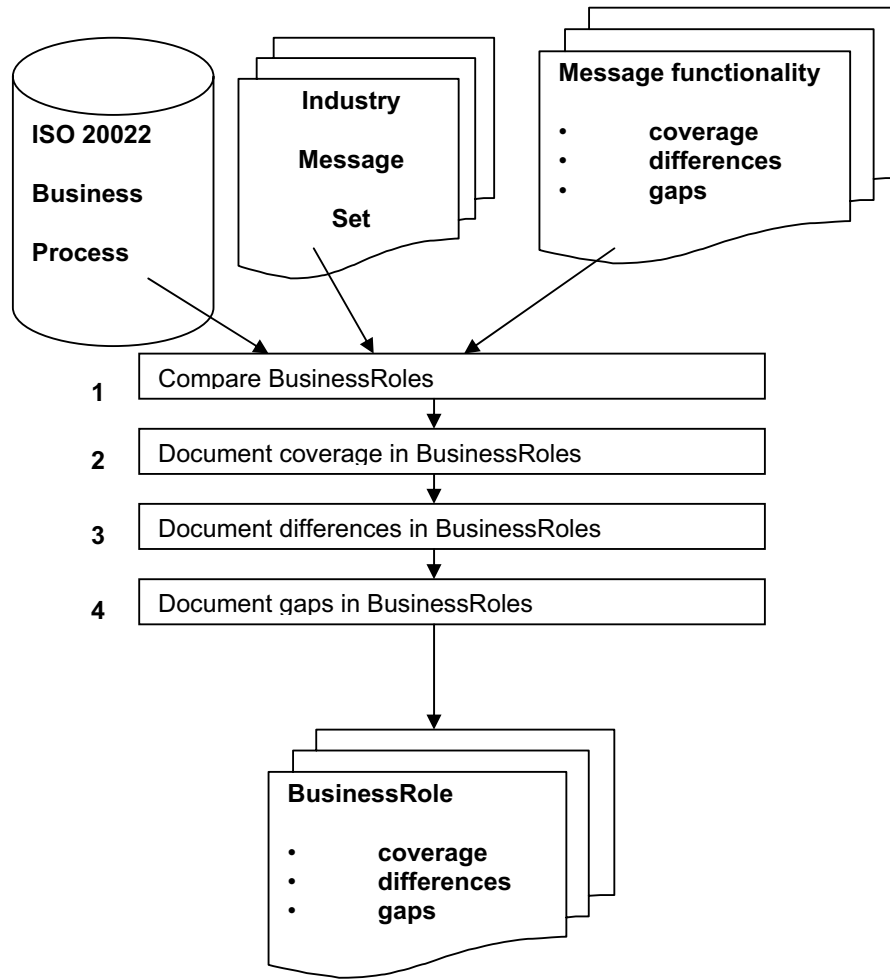 ISO 20022
Business
Process
Industry
Message
Set
Message functionality
• coverage
• differences
• gaps
1 Compare BusinessRoles
2 Document coverage in BusinessRoles
3 Document differences in BusinessRoles
4 Document gaps in BusinessRoles
BusinessRole
• coverage
• differences
• gaps